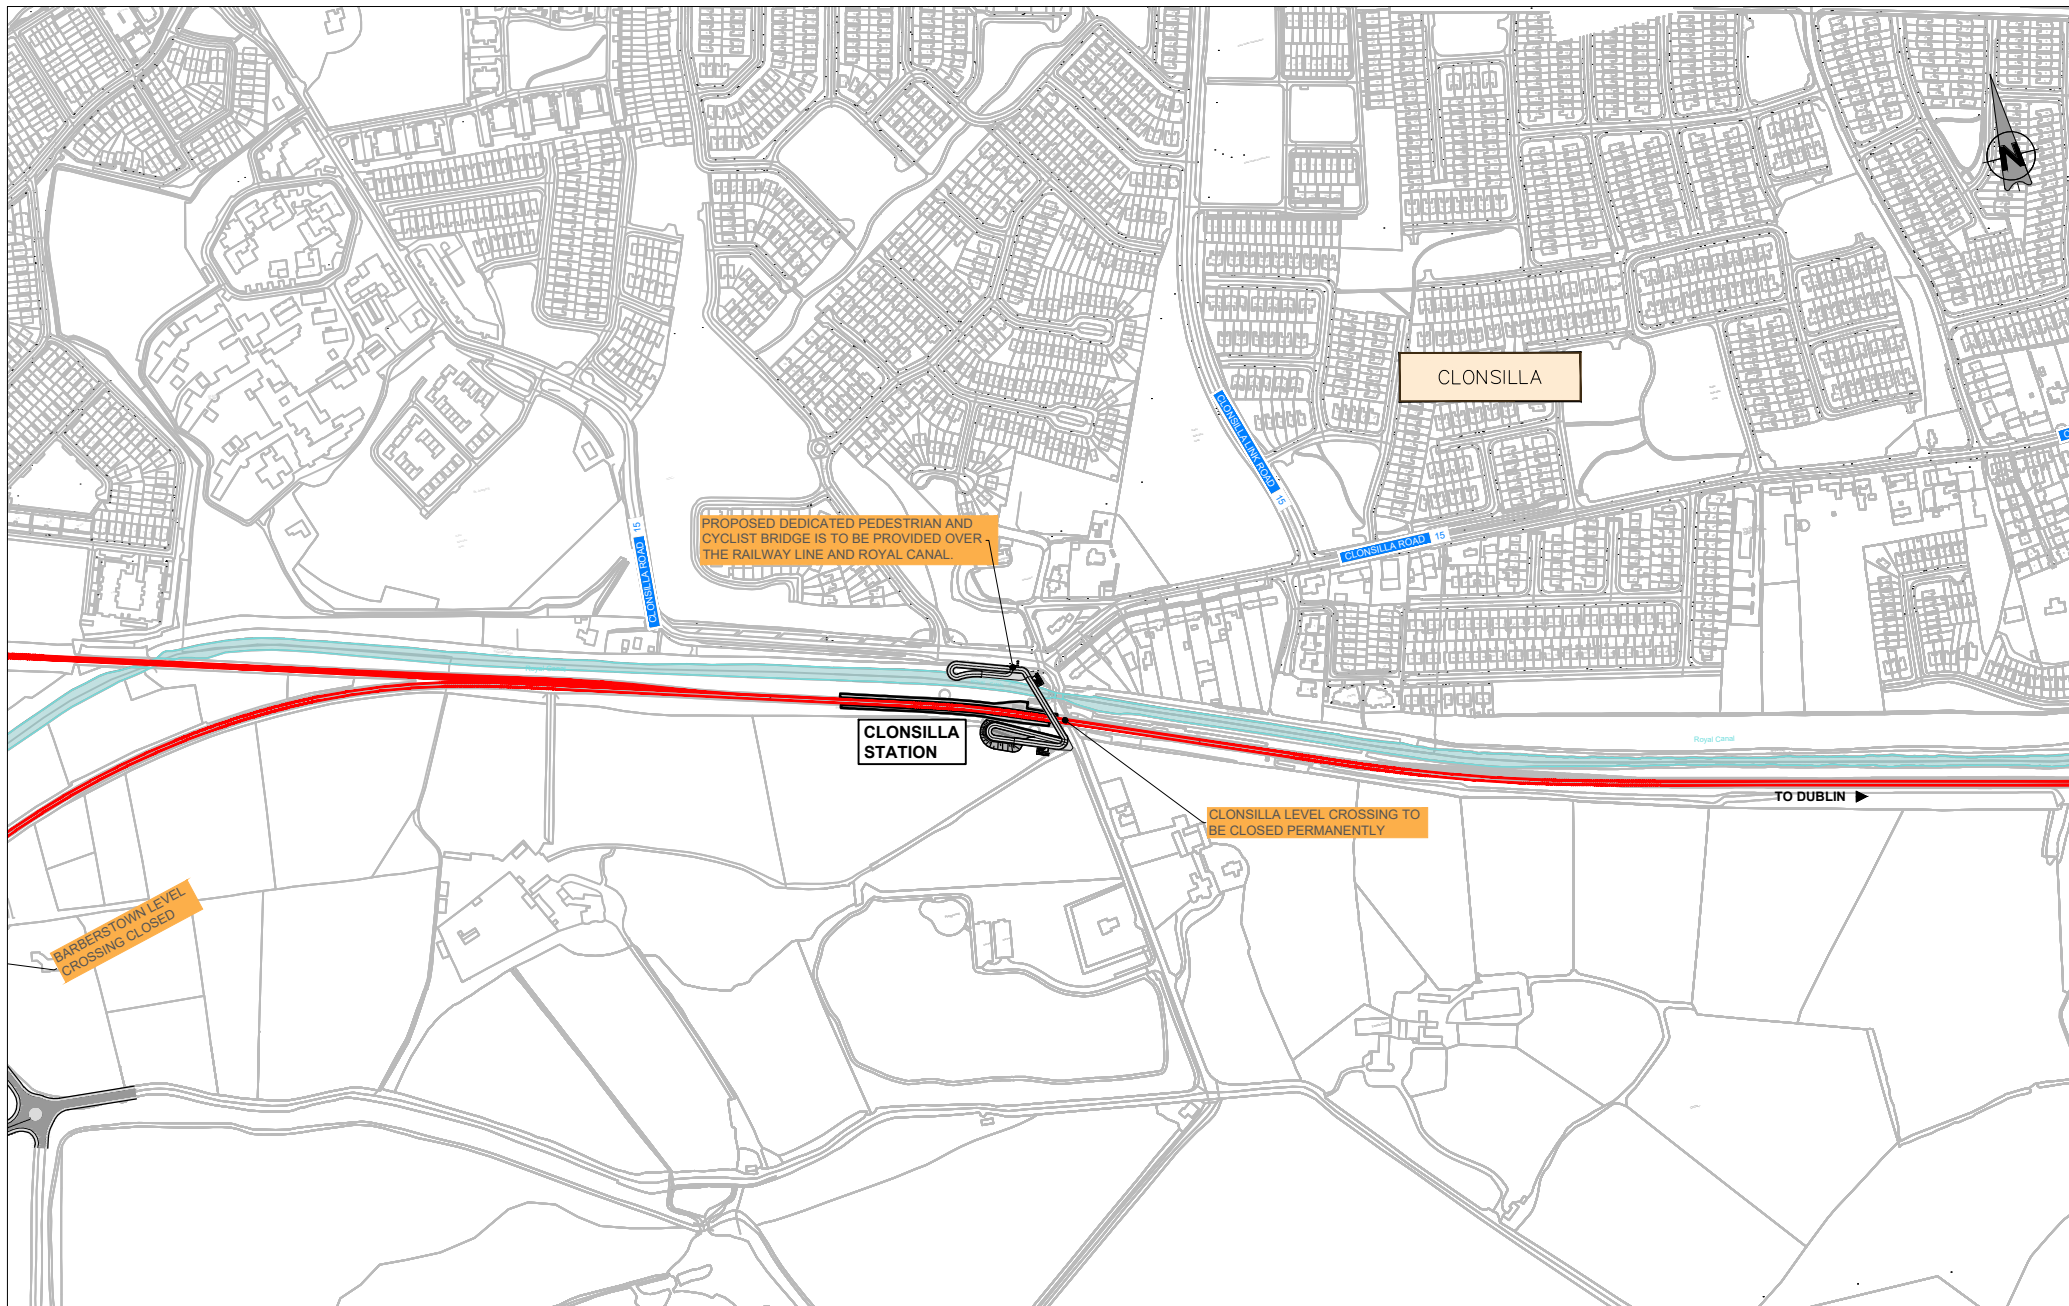 N
CLONSILLA
CLONSILLA LINK ROAD 15
PROPOSED DEDICATED PEDESTRIAN AND
CYCLIST BRIDGE IS TO BE PROVIDED OVER
THE RAILWAY LINE AND ROYAL CANAL.
CLONSILLA ROAD 15
CLONSILLA ROAD 15
CLONSILLA
STATION
Royal Canal
TO DUBLIN
CLONSILLA LEVEL CROSSING TO
BE CLOSED PERMANENTLY
BARBERSTOWN LEVEL
CROSSING CLOSED